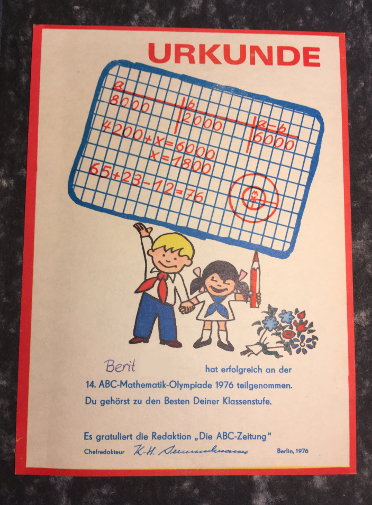 URKUNDE
a b a-b
8000 2000 6000
4200+x=6000
x=1800
65+23-12=76
Berit hat erfolgreich an der
14. ABC-Mathematik-Olympiade 1976 teilgenommen.
Du gehörst zu den Besten Deiner Klassenstufe.
Es gratuliert die Redaktion „Die ABC-Zeitung"
Chefredakteur K-H. Berlin, 1976